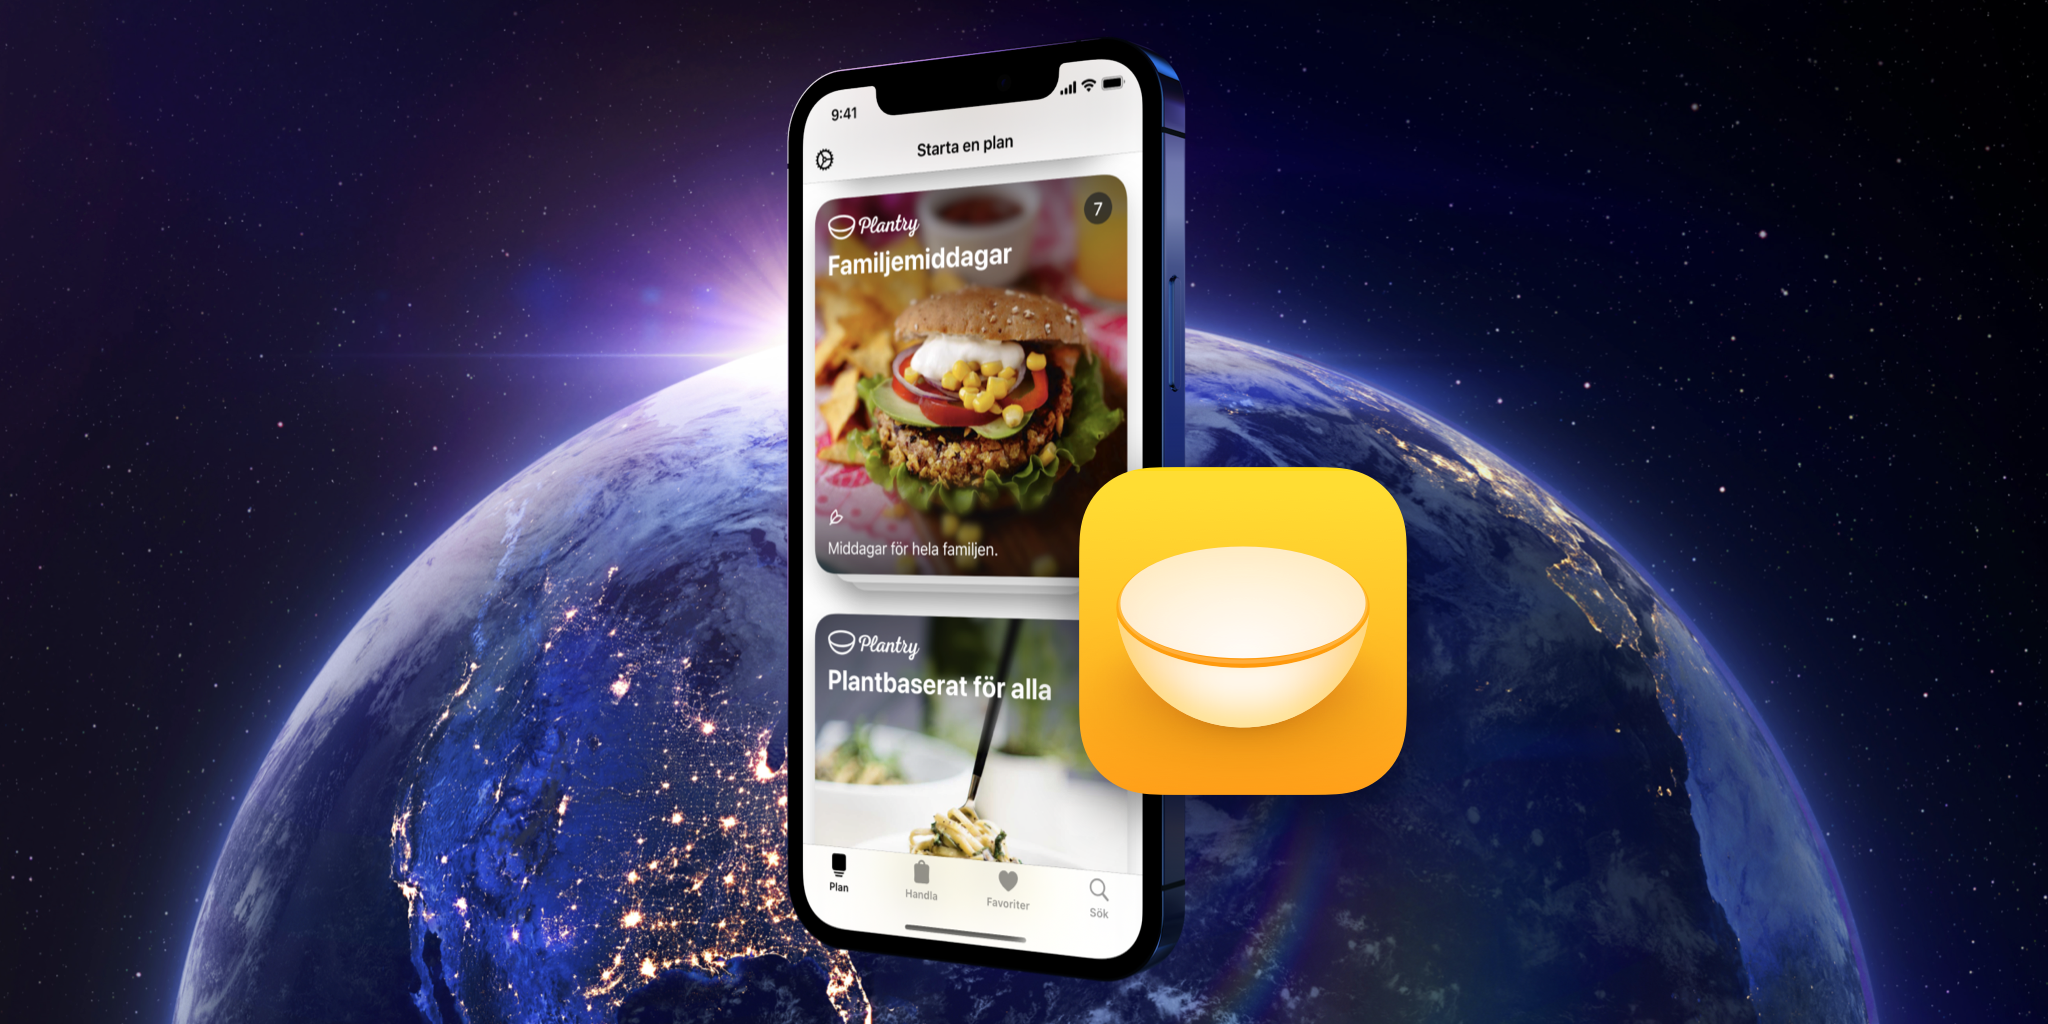 9:41
Starta en plan
Plantry
7
Familjemiddagar
Middagar för hela familjen.
Plantry
Plantbaserat för alla
Plan
Handla
Favoriter
Sök